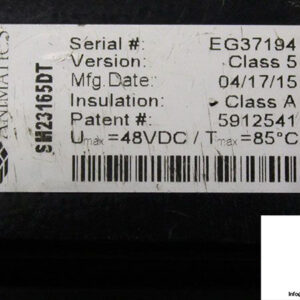 ANIMATICS
SM23165DT
Serial #: EG37194
Version: Class 5
Mfg.Date: 04/17/15
Insulation: Class A
Patent #: 5912541
Umax=48VDC / Tmax=85°C